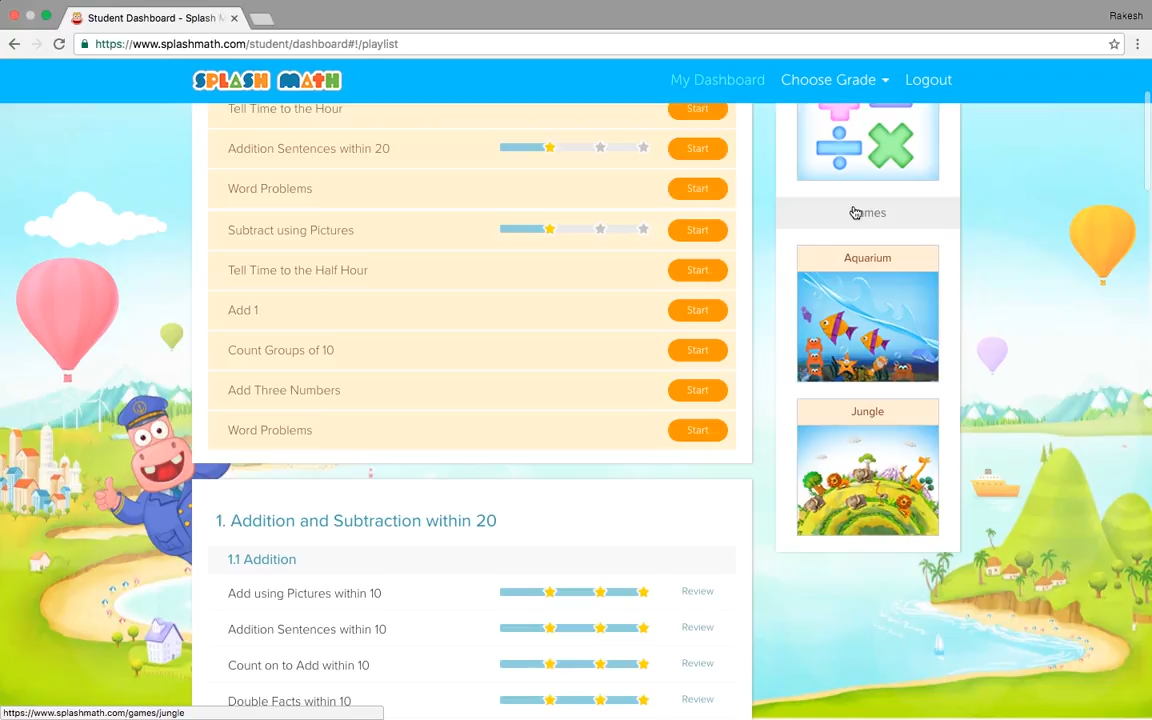 Student Dashboard - Splash M
Rakesh
https://www.splashmath.com/student/dashboard#!/playlist
SPLASH MATH
My Dashboard
Choose Grade
Logout
Tell Time to the Hour
Start
Addition Sentences within 20
Start
Word Problems
Start
Subtract using Pictures
Start
Tell Time to the Half Hour
Start
Add 1
Start
Count Groups of 10
Start
Add Three Numbers
Start
Word Problems
Start
Aquarium
Jungle
1. Addition and Subtraction within 20
1.1 Addition
Add using Pictures within 10
Review
Addition Sentences within 10
Review
Count on to Add within 10
Review
Double Facts within 10
Review
https://www.splashmath.com/games/jungle